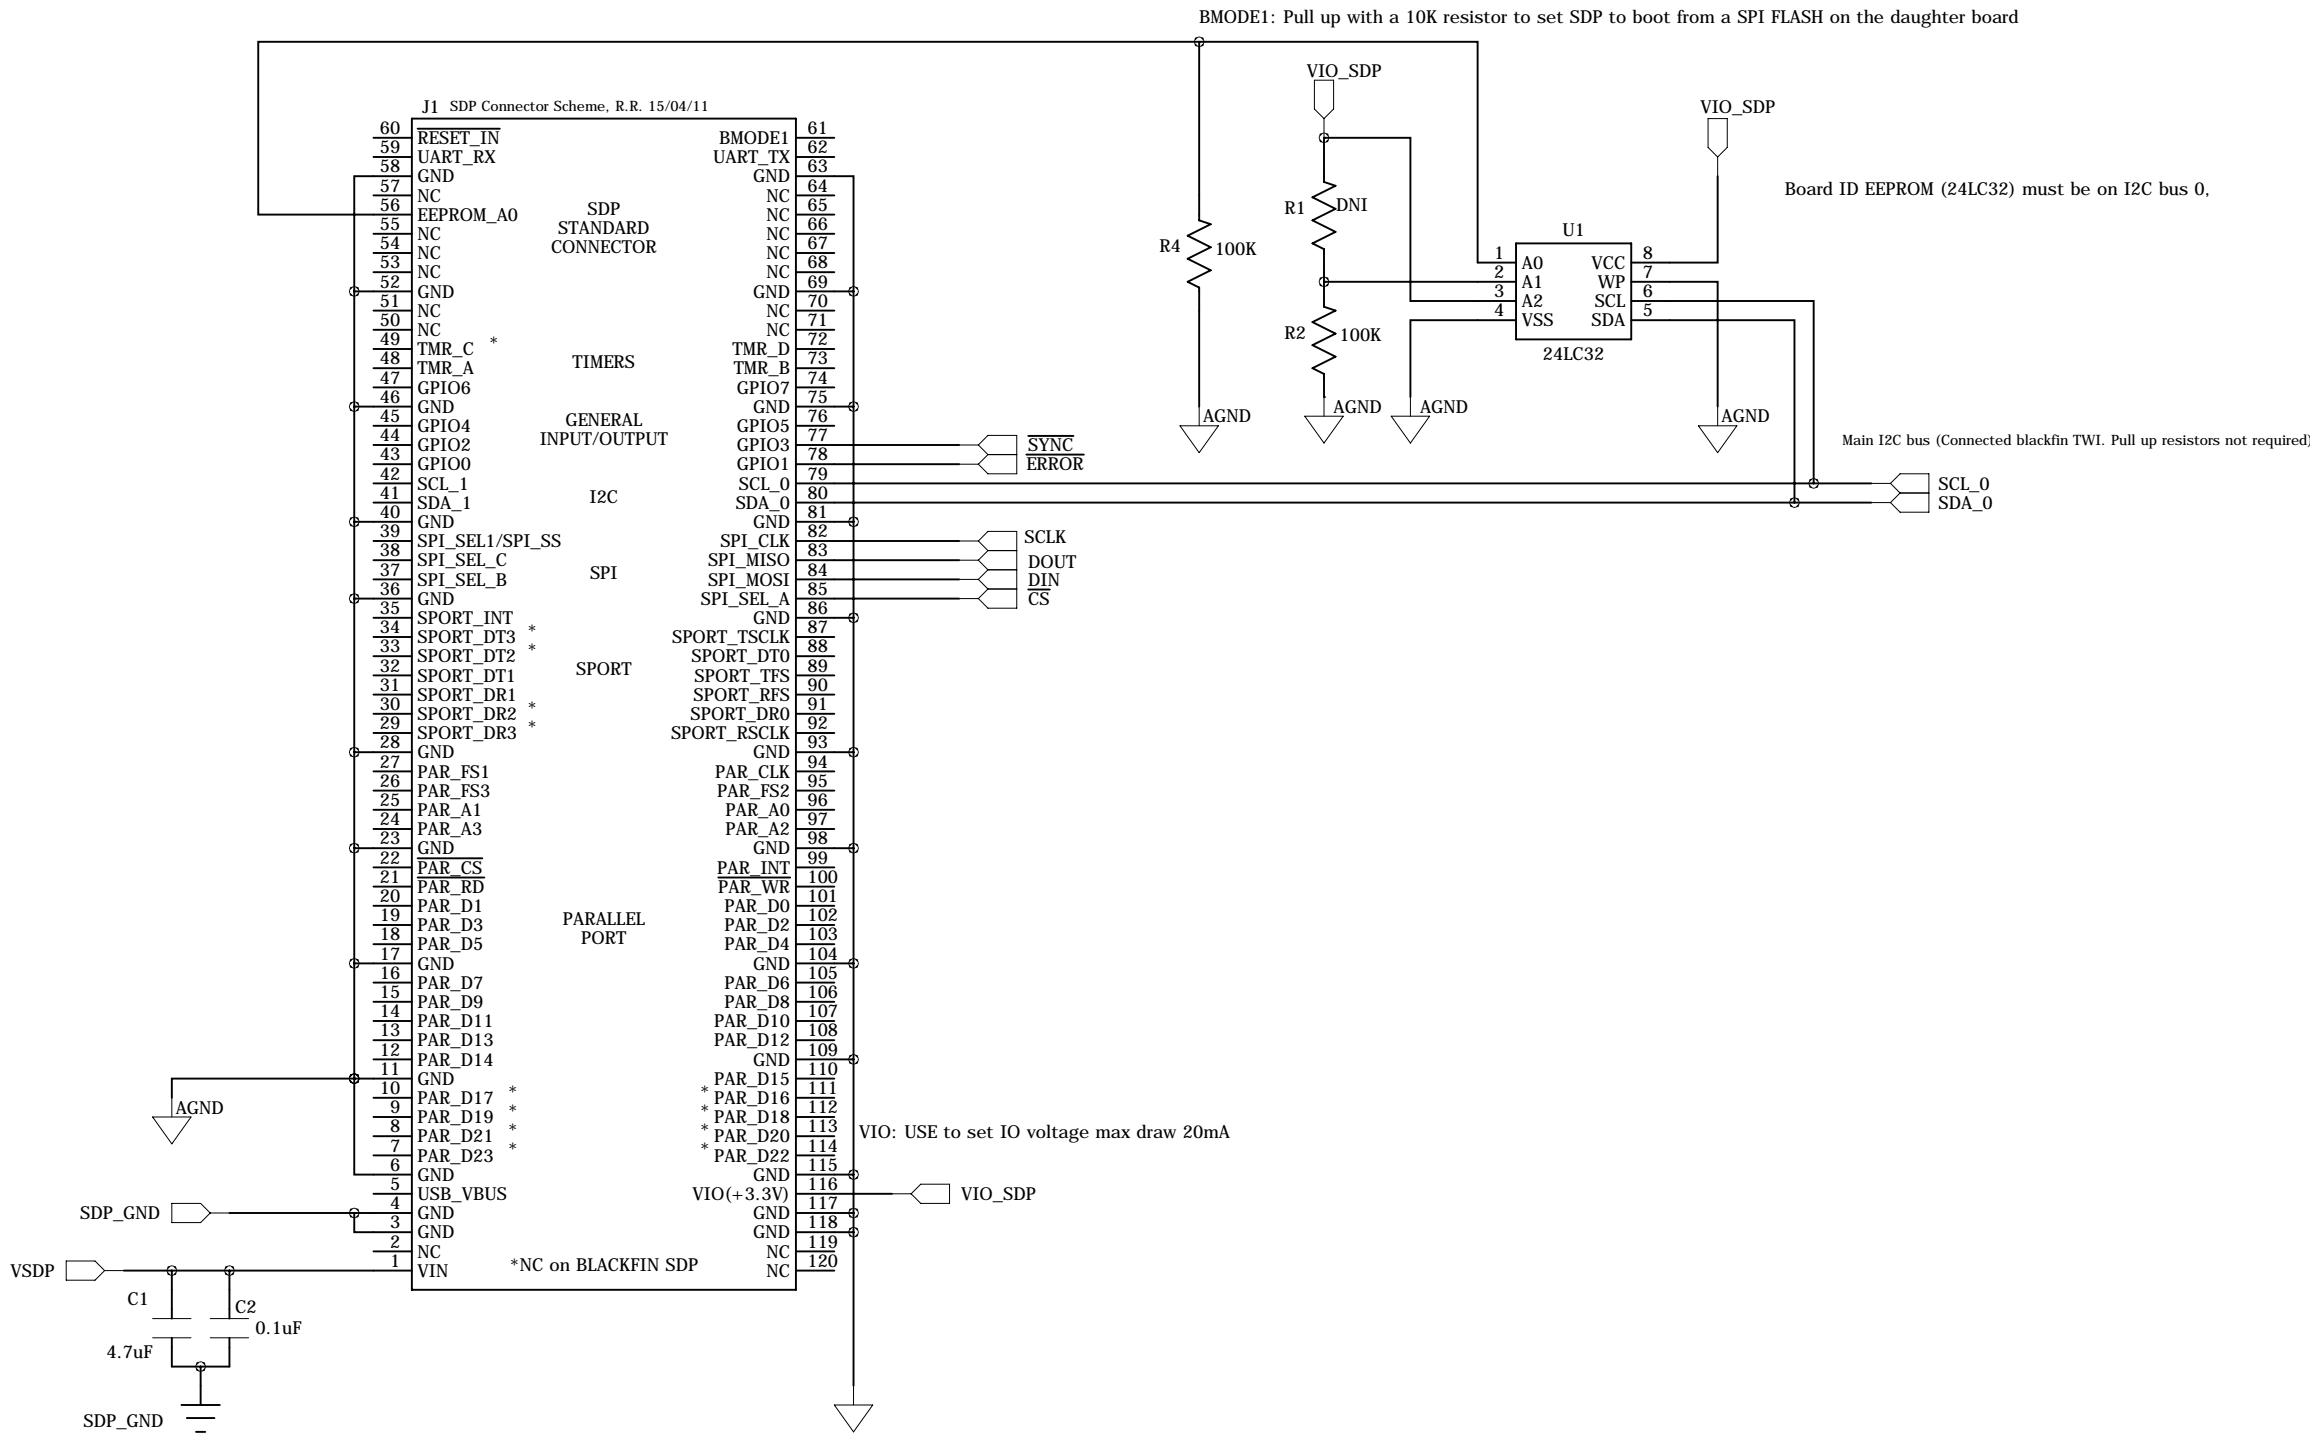 BMODE1: Pull up with a 10K resistor to set SDP to boot from a SPI FLASH on the daughter board
VIO_SDP
VIO_SDP
Board ID EEPROM (24LC32) must be on I2C bus 0,
R1 DNI
R4 100K
R2 100K
U1
1 A0 VCC 8
2 A1 WP 7
3 A2 SCL 6
4 VSS SDA 5
24LC32
AGND
AGND
AGND
AGND
Main I2C bus (Connected blackfin TWI. Pull up resistors not required)
J1 SDP Connector Scheme, R.R. 15/04/11
60 RESET_IN BMODE1 61
59 UART_RX UART_TX 62
58 GND GND 63
57 NC NC 64
56 EEPROM_A0 NC 65
SDP
STANDARD
CONNECTOR
55 NC NC 66
54 NC NC 67
53 NC NC 68
52 GND GND 69
51 NC NC 70
50 NC NC 71
49 TMR_C * TMR_D 72
TIMERS
48 TMR_A TMR_B 73
47 GPIO6 GPIO7 74
46 GND GND 75
GENERAL
INPUT/OUTPUT
45 GPIO4 GPIO5 76
44 GPIO2 GPIO3 77 SYNC
43 GPIO0 GPIO1 78 ERROR
42 SCL_1 SCL_0 79 SCL_0
I2C
41 SDA_1 SDA_0 80 SDA_0
40 GND GND 81
39 SPI_SEL1/SPI_SS SPI_CLK 82 SCLK
38 SPI_SEL_C SPI_MISO 83 DOUT
SPI
37 SPI_SEL_B SPI_MOSI 84 DIN
36 GND SPI_SEL_A 85 CS
35 SPORT_INT GND 86
34 SPORT_DT3 * SPORT_TSCLK 87
33 SPORT_DT2 * SPORT_DT0 88
SPORT
32 SPORT_DT1 SPORT_TFS 89
31 SPORT_DR1 SPORT_RFS 90
30 SPORT_DR2 * SPORT_DR0 91
29 SPORT_DR3 * SPORT_RSCLK 92
28 GND GND 93
27 PAR_FS1 PAR_CLK 94
26 PAR_FS3 PAR_FS2 95
25 PAR_A1 PAR_A0 96
24 PAR_A3 PAR_A2 97
23 GND GND 98
22 PAR_CS PAR_INT 99
21 PAR_RD PAR_WR 100
20 PAR_D1 PAR_D0 101
PARALLEL
PORT
19 PAR_D3 PAR_D2 102
18 PAR_D5 PAR_D4 103
17 GND GND 104
16 PAR_D7 PAR_D6 105
15 PAR_D9 PAR_D8 106
14 PAR_D11 PAR_D10 107
13 PAR_D13 PAR_D12 108
12 PAR_D14 GND 109
11 GND PAR_D15 110
10 PAR_D17 * * PAR_D16 111
9 PAR_D19 * * PAR_D18 112
8 PAR_D21 * * PAR_D20 113
7 PAR_D23 * * PAR_D22 114
6 GND GND 115
5 USB_VBUS VIO(+3.3V) 116 VIO_SDP
4 GND GND 117
3 GND GND 118
2 NC NC 119
1 VIN *NC on BLACKFIN SDP NC 120
AGND
VIO: USE to set IO voltage max draw 20mA
SDP_GND
VSDP
C1
4.7uF
C2
0.1uF
SDP_GND